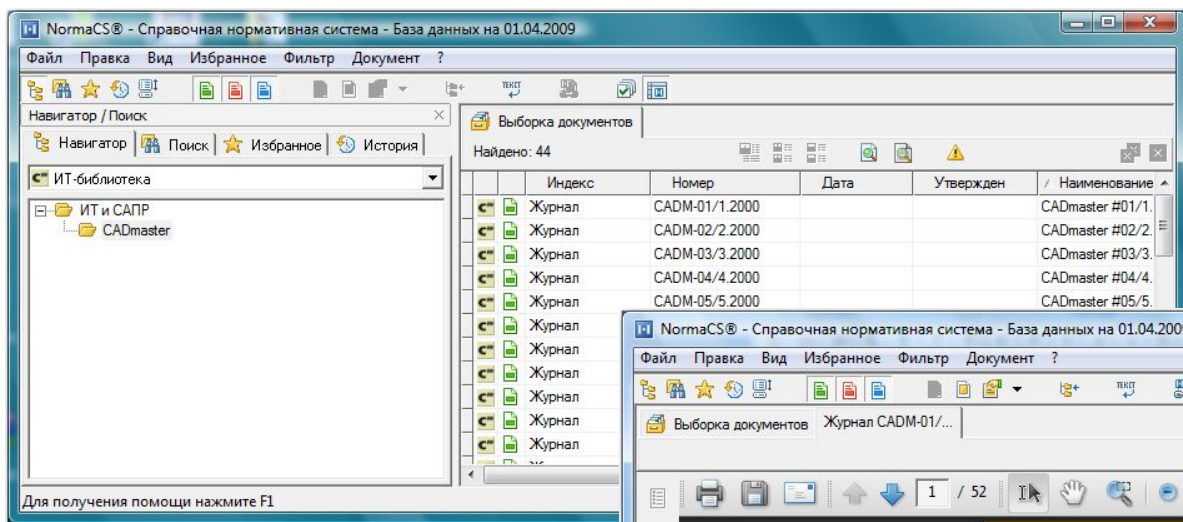 NormaCS® - Справочная нормативная система - База данных на 01.04.2009
Файл Правка Вид Избранное Фильтр Документ ?
ТЕКСТ
Навигатор / Поиск
Навигатор Поиск Избранное История
ИТ-библиотека
ИТ и САПР
CADmaster
Выборка документов
Найдено: 44
Индекс Номер Дата Утвержден / Наименование
Журнал CADM-01/1.2000 CADmaster #01/1.
Журнал CADM-02/2.2000 CADmaster #02/2.
Журнал CADM-03/3.2000 CADmaster #03/3.
Журнал CADM-04/4.2000 CADmaster #04/4.
Журнал CADM-05/5.2000 CADmaster #05/5.
Журнал
Журнал
Журнал
Журнал
Журнал
Журнал
Для получения помощи нажмите F1
NormaCS® - Справочная нормативная система - База данных на 01.04.200
Файл Правка Вид Избранное Фильтр Документ ?
ТЕКСТ
Выборка документов Журнал CADM-01/...
1 / 52